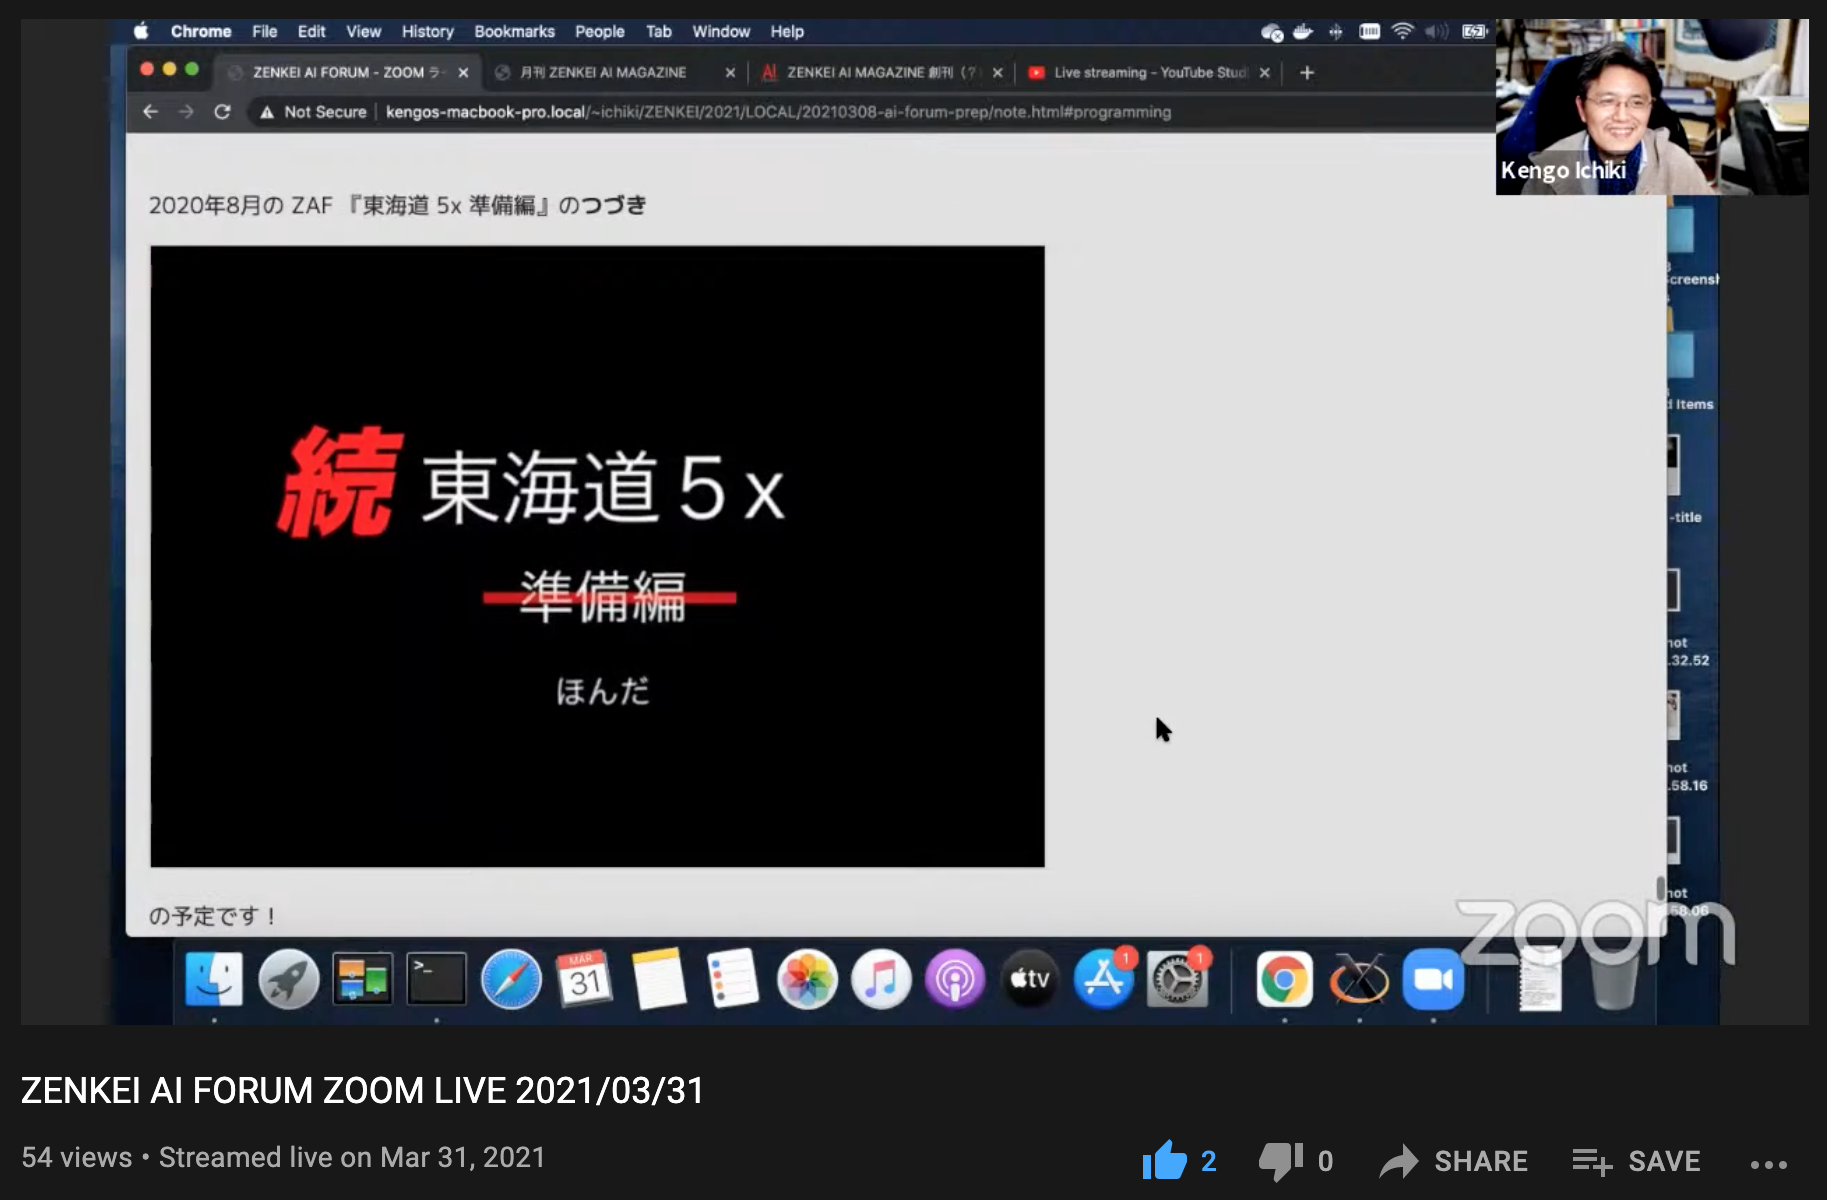 Chrome File Edit View History Bookmarks People Tab Window Help
ZENKEI AI FORUM - ZOOM ラ
月刊 ZENKEI AI MAGAZINE
AI ZENKEI AI MAGAZINE 創刊（？
Live streaming - YouTube Stud
Not Secure kengos-macbook-pro.local/~ichiki/ZENKEI/2021/LOCAL/20210308-ai-forum-prep/note.html#programming
Kengo Ichiki
2020年8月の ZAF 『東海道 5x 準備編』のつづき
続 東海道５x
準備編
ほんだ
の予定です！
creensh
d Items
-title
not
.32.52
not
.58.16
not
58.06
zoom
MAR
31
tv
1
1
ZENKEI AI FORUM ZOOM LIVE 2021/03/31
54 views • Streamed live on Mar 31, 2021
2 0 SHARE SAVE